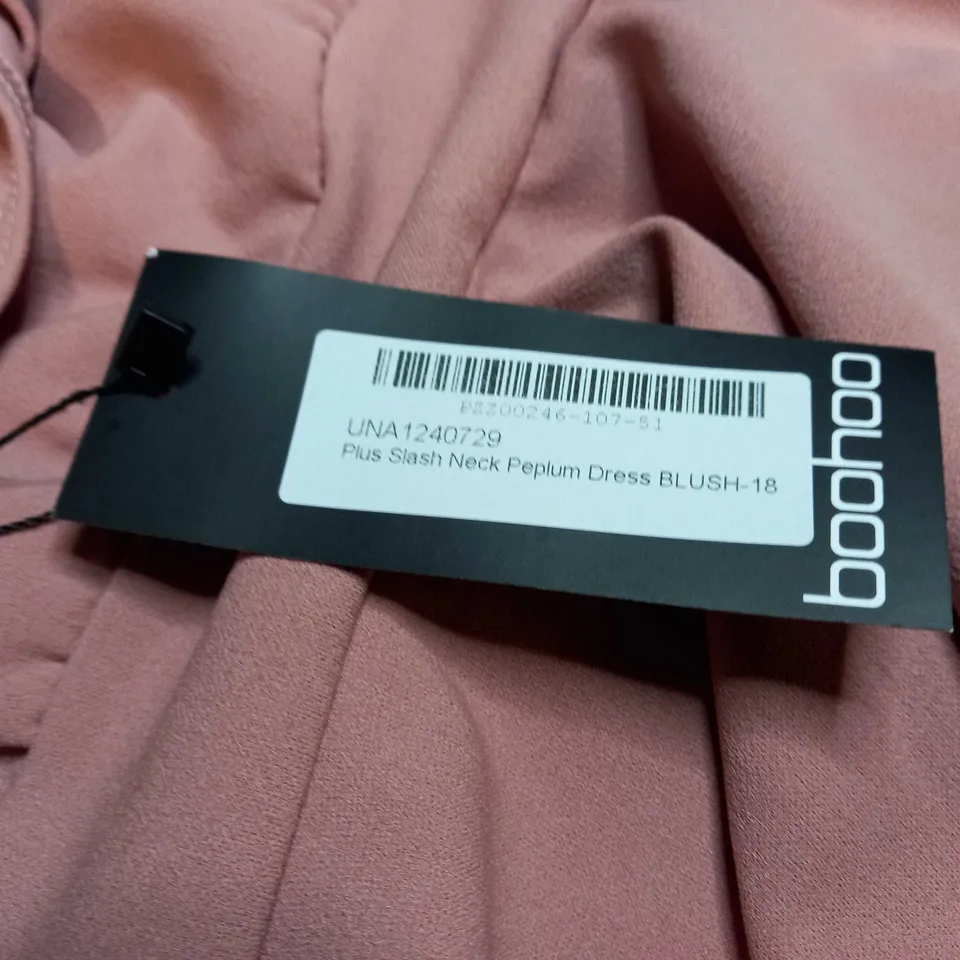 PZZ00246-107-51
UNA1240729
Plus Slash Neck Peplum Dress BLUSH-18
boohoo